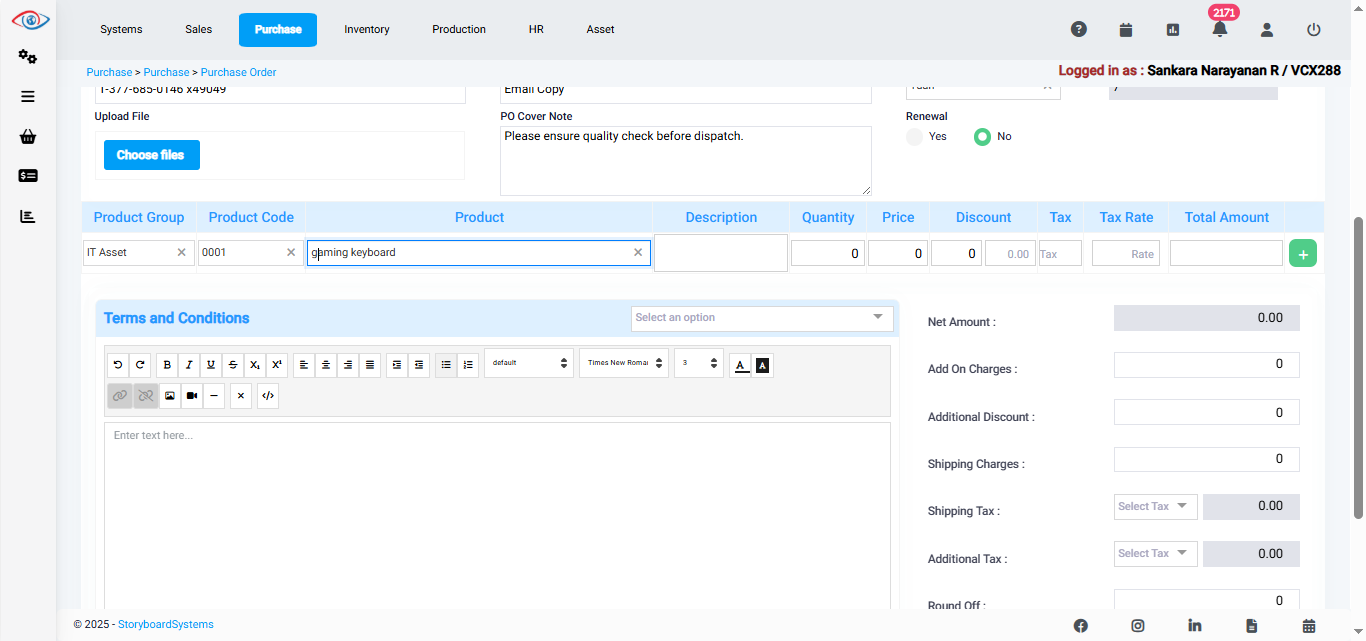 2171
Systems Sales Purchase Inventory Production HR Asset
Purchase > Purchase > Purchase Order
Logged in as : Sankara Narayanan R / VCX288
1-377-685-0146 x49049 Email Copy
Upload File PO Cover Note Renewal
Choose files
Please ensure quality check before dispatch.
Yes No
Product Group Product Code Product Description Quantity Price Discount Tax Tax Rate Total Amount
IT Asset × 0001 × gaming keyboard × 0 0 0 0.00 Tax Rate +
Terms and Conditions Select an option
default Times New Roma 3
Enter text here...
Net Amount : 0.00
Add On Charges : 0
Additional Discount : 0
Shipping Charges : 0
Shipping Tax : Select Tax 0.00
Additional Tax : Select Tax 0.00
Round Off : 0
© 2025 - StoryboardSystems